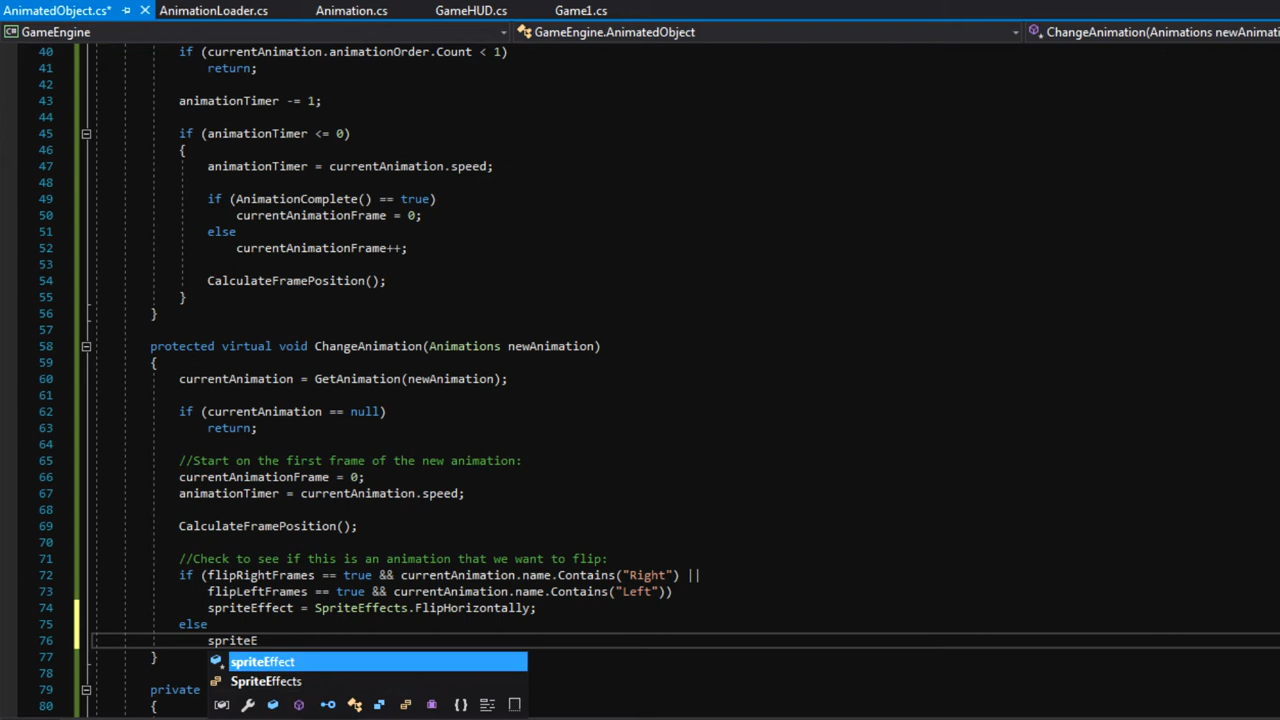 AnimatedObject.cs* AnimationLoader.cs Animation.cs GameHUD.cs Game1.cs
GameEngine GameEngine.AnimatedObject ChangeAnimation(Animations newAnimati
40 if (currentAnimation.animationOrder.Count < 1)
41 return;
42
43 animationTimer -= 1;
44
45 if (animationTimer <= 0)
46 {
47 animationTimer = currentAnimation.speed;
48
49 if (AnimationComplete() == true)
50 currentAnimationFrame = 0;
51 else
52 currentAnimationFrame++;
53
54 CalculateFramePosition();
55 }
56 }
57
58 protected virtual void ChangeAnimation(Animations newAnimation)
59 {
60 currentAnimation = GetAnimation(newAnimation);
61
62 if (currentAnimation == null)
63 return;
64
65 //Start on the first frame of the new animation:
66 currentAnimationFrame = 0;
67 animationTimer = currentAnimation.speed;
68
69 CalculateFramePosition();
70
71 //Check to see if this is an animation that we want to flip:
72 if (flipRightFrames == true && currentAnimation.name.Contains("Right") ||
73 flipLeftFrames == true && currentAnimation.name.Contains("Left"))
74 spriteEffect = SpriteEffects.FlipHorizontally;
75 else
76 spriteE
77 }
spriteEffect
78
SpriteEffects
79 private
80 {